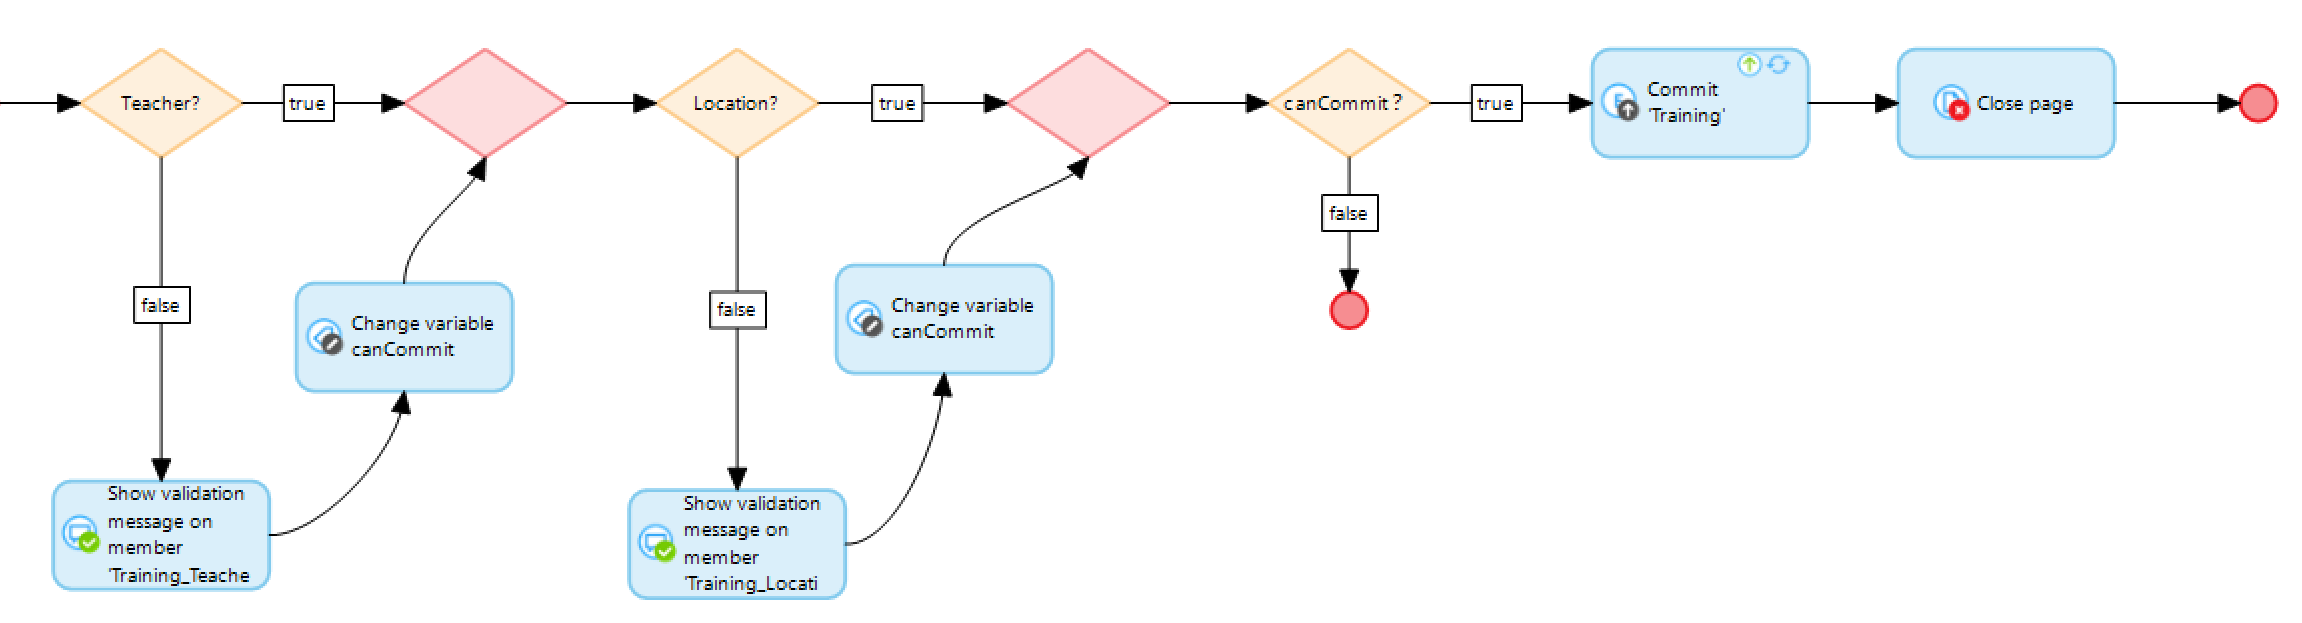 Teacher?
true
Location?
true
canCommit ?
true
Commit
'Training'
Close page
false
false
false
Change variable
canCommit
Change variable
canCommit
Show validation
message on
member
'Training_Teache
Show validation
message on
member
'Training_Locati